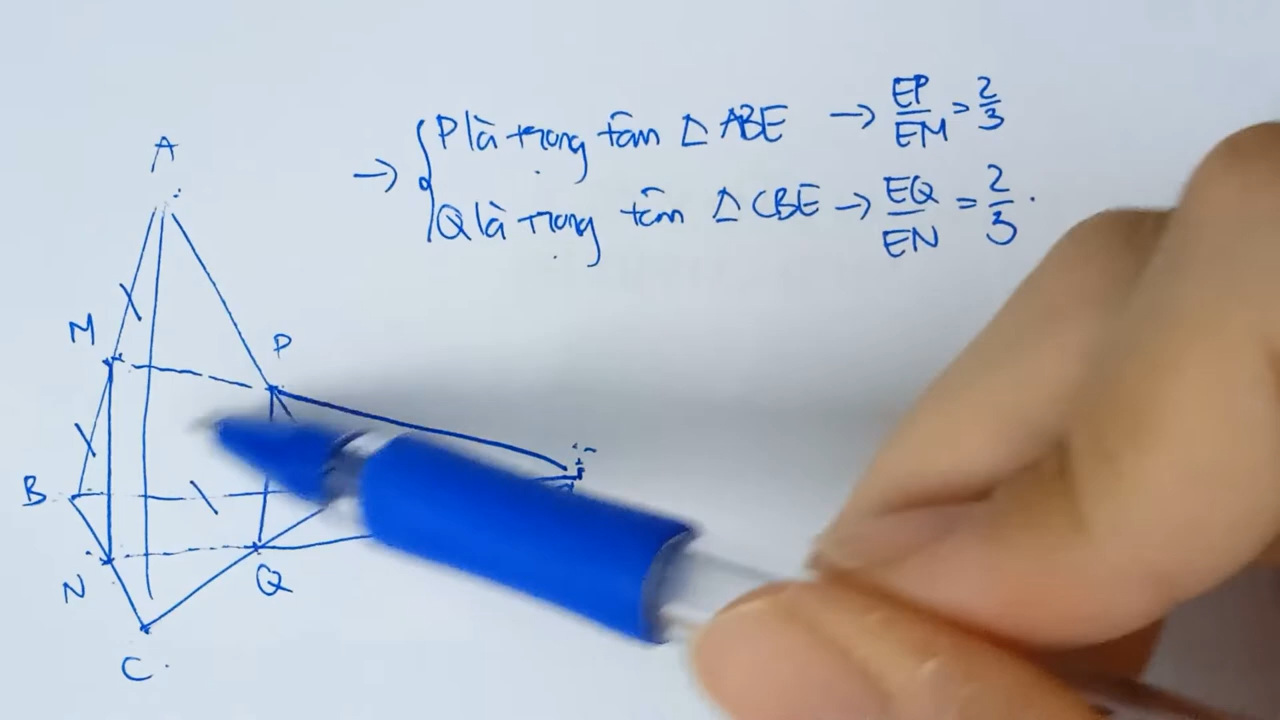 → { P là trọng tâm △ ABE → EP/EM = 2/3
Q là trọng tâm △ CBE → EQ/EN = 2/3.
A
M
P
B
N
Q
C